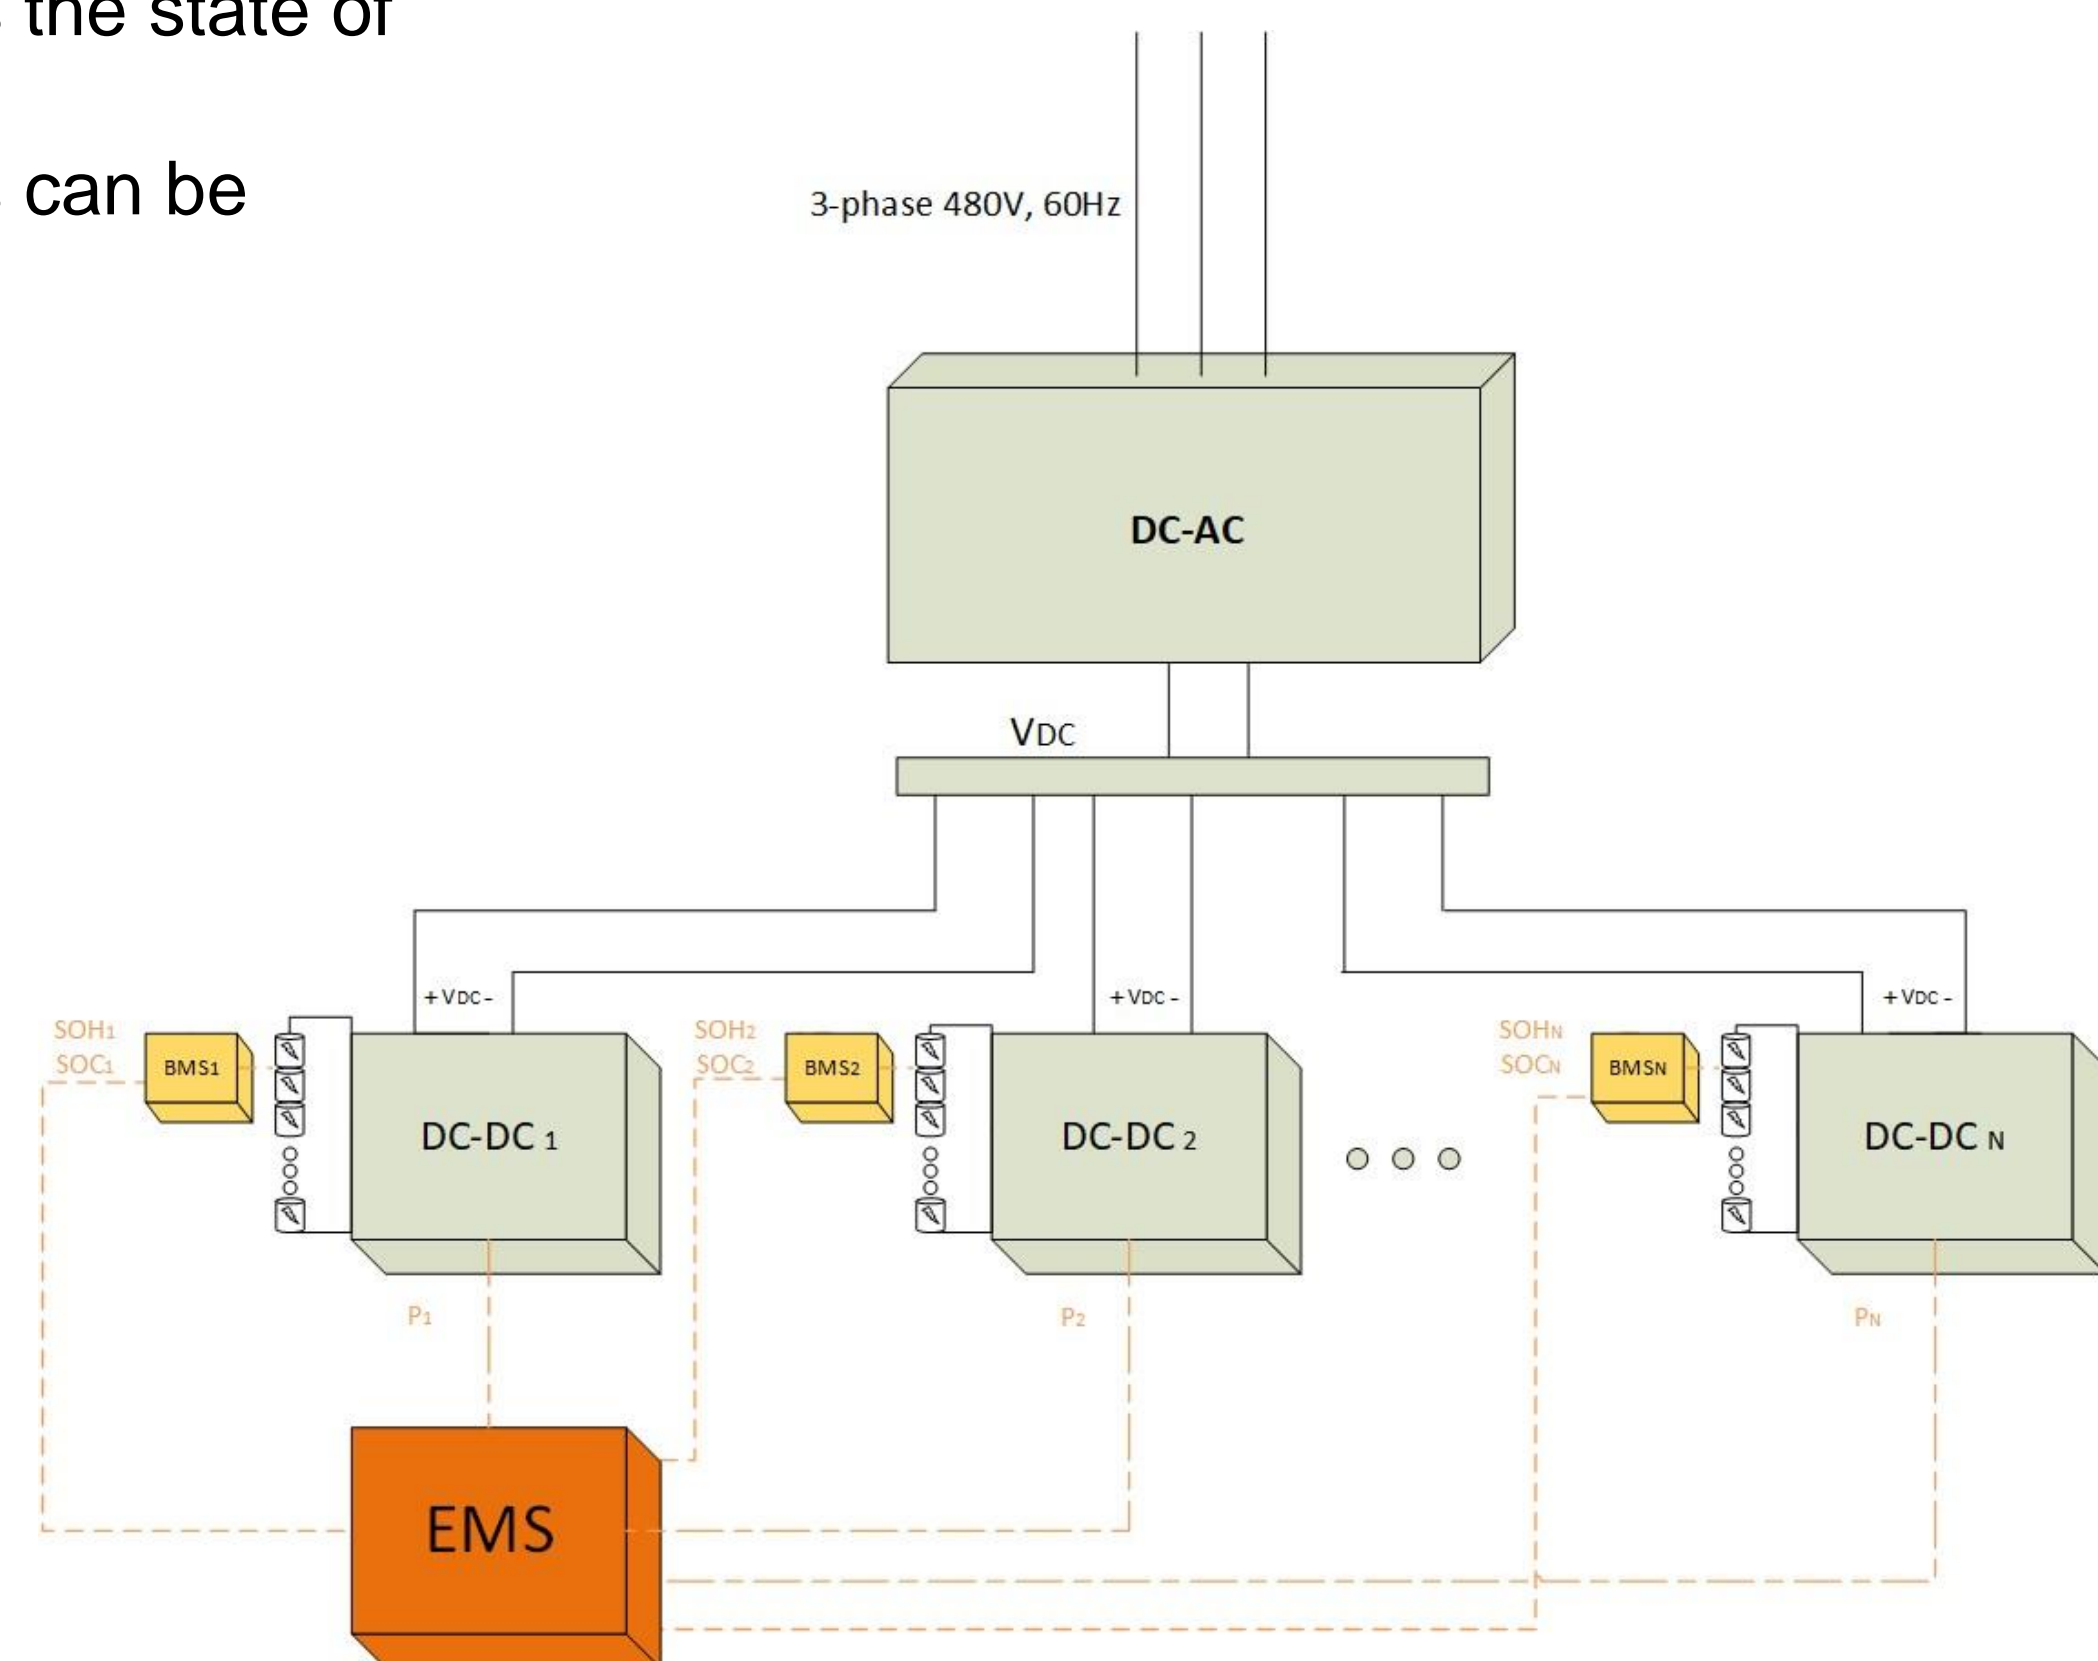 the state of
can be
3-phase 480V, 60Hz
DC-AC
VDC
+ VDC -
+ VDC -
+ VDC -
SOH1
SOC1
BMS1
DC-DC 1
SOH2
SOC2
BMS2
DC-DC 2
SOHN
SOCN
BMSN
DC-DC N
P1
P2
PN
EMS